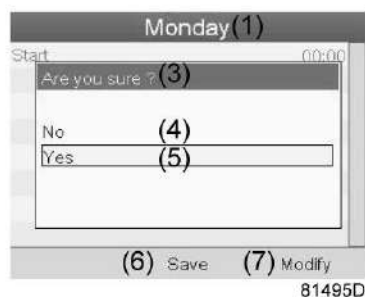 Monday (1)
Start 00:00
Are you sure ? (3)
No (4)
Yes (5)
(6) Save (7) Modify
81495D